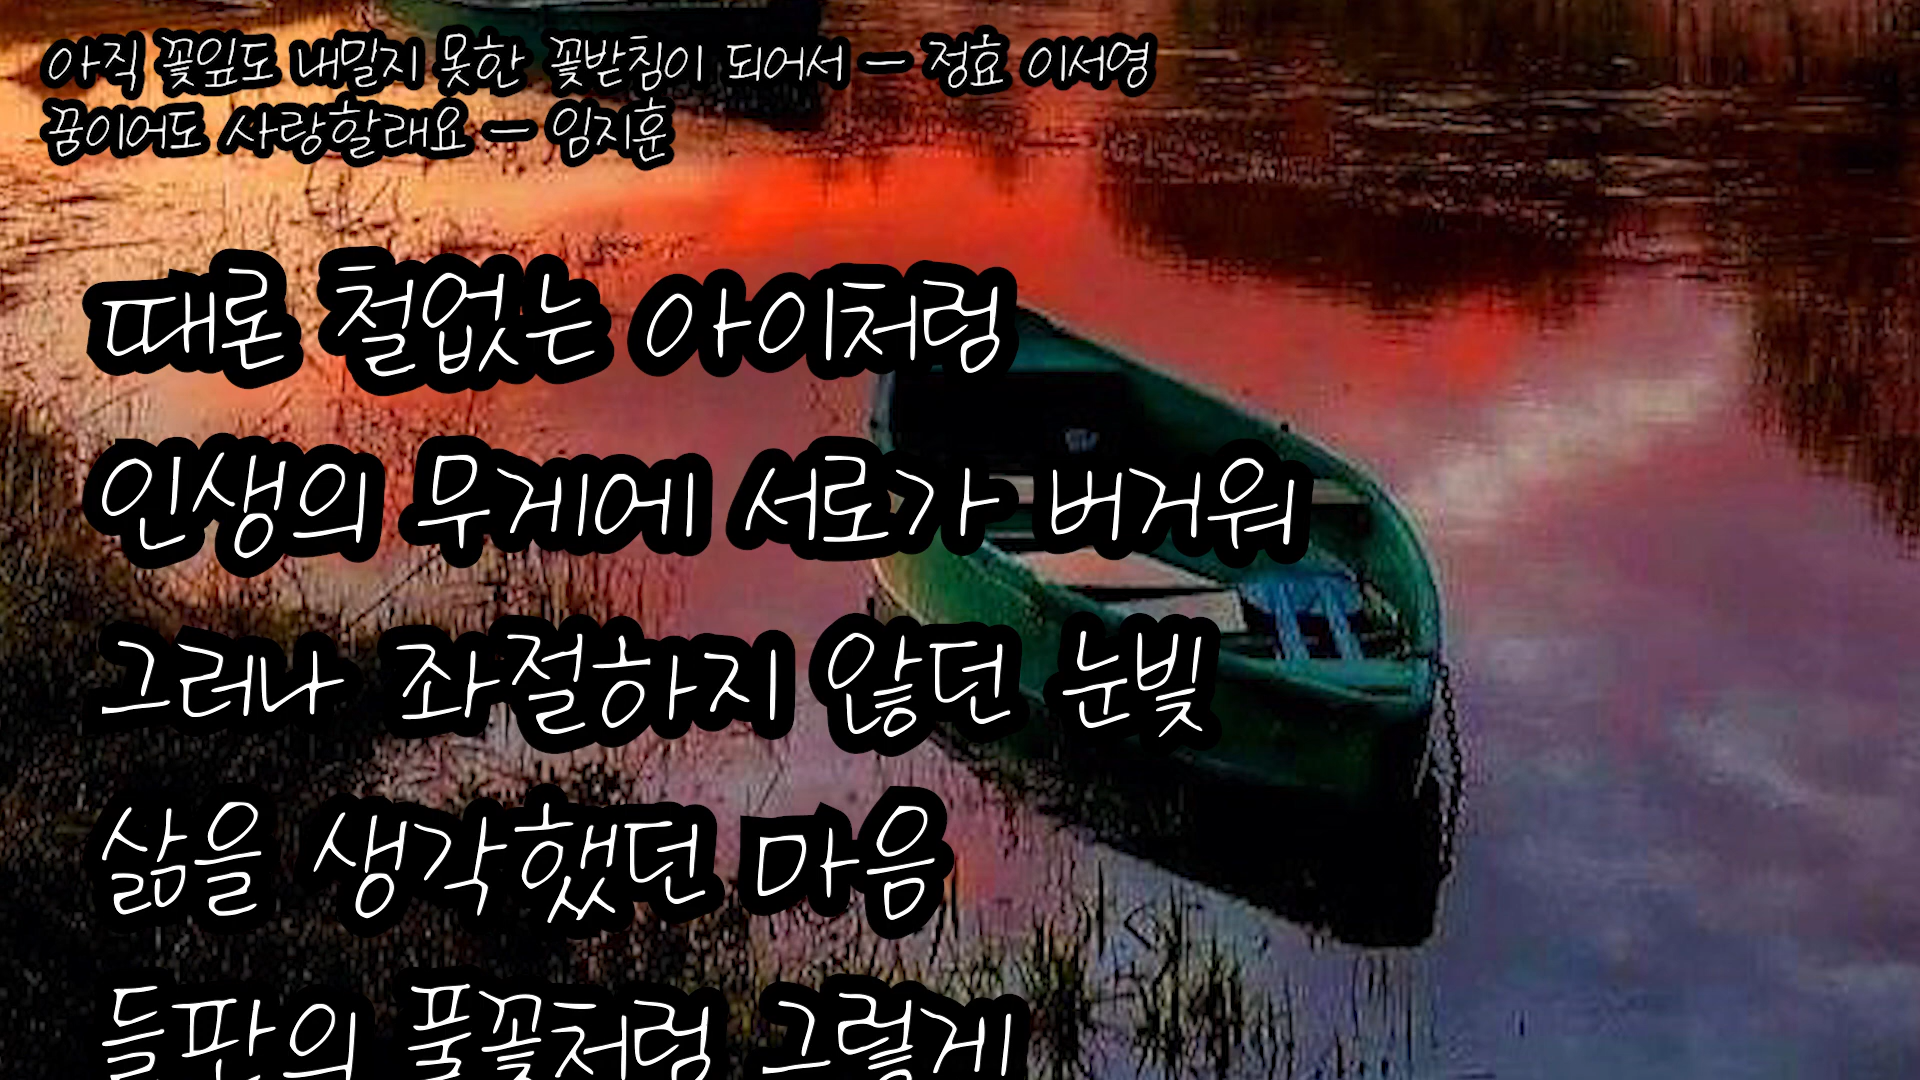 아직 꽃잎도 내밀지 못한 꽃받침이 되어서 - 정효 이서영
꿈이어도 사랑할래요 - 임지훈
때론 철없는 아이처럼
인생의 무게에 서로가 버거워
그러나 좌절하지 않던 눈빛
삶을 생각했던 마음
들판의 풀꽃처럼 그렇게